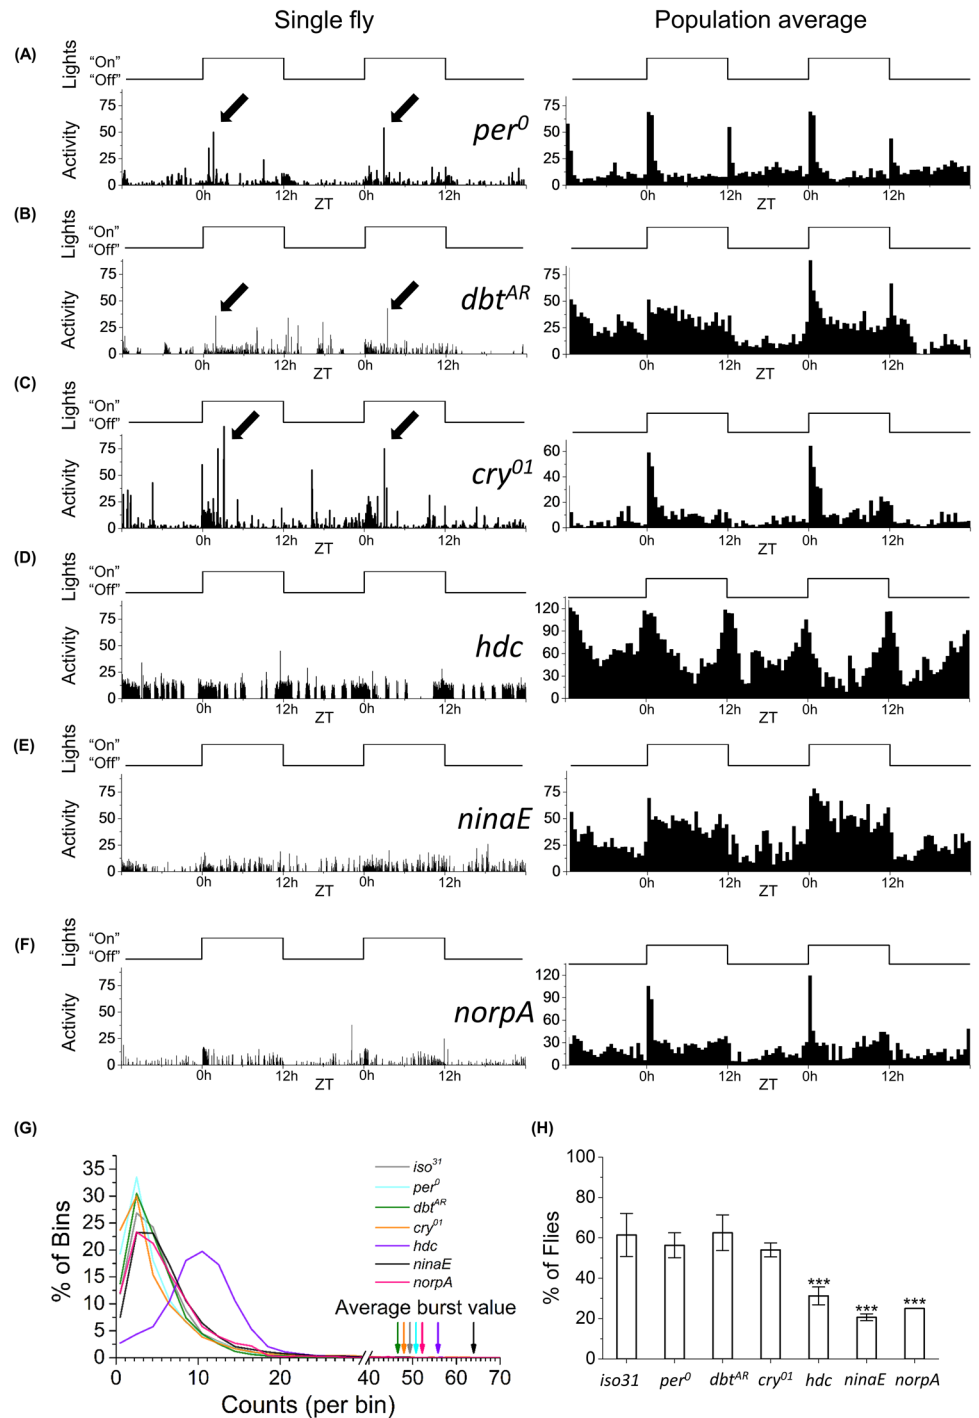 Single fly Population average
(A) Lights "On" "Off"
Activity 75 50 25 0 per⁰ 75 50 25 0
0h 12h 0h 12h 0h 12h 0h 12h
ZT ZT
(B) Lights "On" "Off"
Activity 75 50 25 0 dbtᴬᴿ 75 50 25 0
0h 12h 0h 12h 0h 12h 0h 12h
ZT ZT
(C) Lights "On" "Off"
Activity 75 50 25 0 cry⁰¹ 60 40 20 0
0h 12h 0h 12h 0h 12h 0h 12h
ZT ZT
(D) Lights "On" "Off"
Activity 75 50 25 0 hdc 120 90 60 30 0
0h 12h 0h 12h 0h 12h 0h 12h
ZT ZT
(E) Lights "On" "Off"
Activity 75 50 25 0 ninaE 75 50 25 0
0h 12h 0h 12h 0h 12h 0h 12h
ZT ZT
(F) Lights "On" "Off"
Activity 75 50 25 0 norpA 120 90 60 30 0
0h 12h 0h 12h 0h 12h 0h 12h
ZT ZT
(G)
% of Bins
35 30 25 20 15 10 5 0
iso³¹
per⁰
dbtᴬᴿ
cry⁰¹
hdc
ninaE
norpA
Average burst value
0 10 20 30 40 50 60 70
Counts (per bin)
(H)
% of Flies
100 80 60 40 20 0
*** *** ***
iso31 per⁰ dbtᴬᴿ cry⁰¹ hdc ninaE norpA